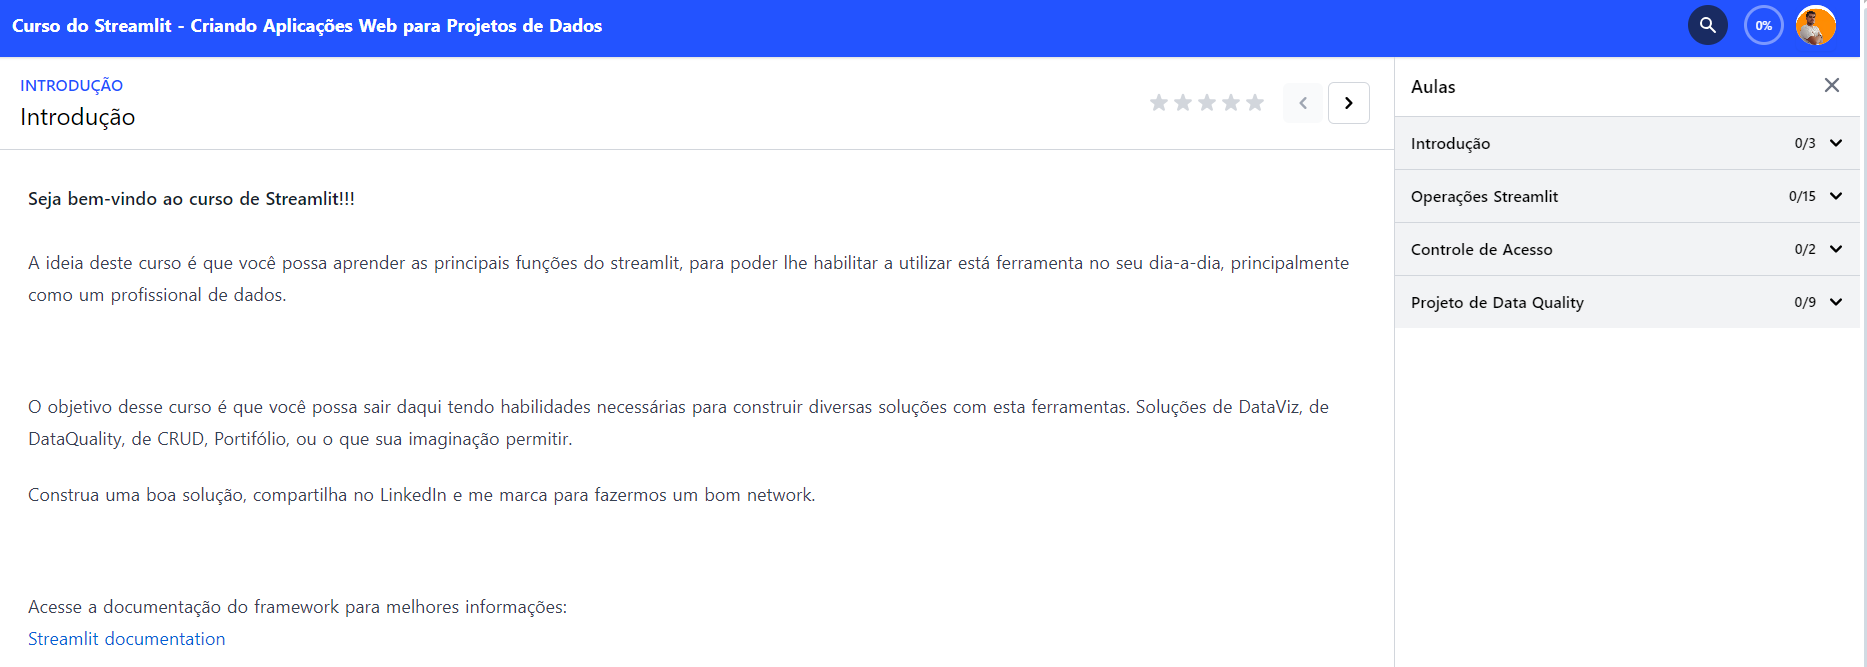 Curso do Streamlit - Criando Aplicações Web para Projetos de Dados
0%
INTRODUÇÃO
Introdução
Seja bem-vindo ao curso de Streamlit!!!
A ideia deste curso é que você possa aprender as principais funções do streamlit, para poder lhe habilitar a utilizar está ferramenta no seu dia-a-dia, principalmente
como um profissional de dados.
O objetivo desse curso é que você possa sair daqui tendo habilidades necessárias para construir diversas soluções com esta ferramentas. Soluções de DataViz, de
DataQuality, de CRUD, Portifólio, ou o que sua imaginação permitir.
Construa uma boa solução, compartilha no LinkedIn e me marca para fazermos um bom network.
Acesse a documentação do framework para melhores informações:
Streamlit documentation
Aulas
Introdução 0/3
Operações Streamlit 0/15
Controle de Acesso 0/2
Projeto de Data Quality 0/9